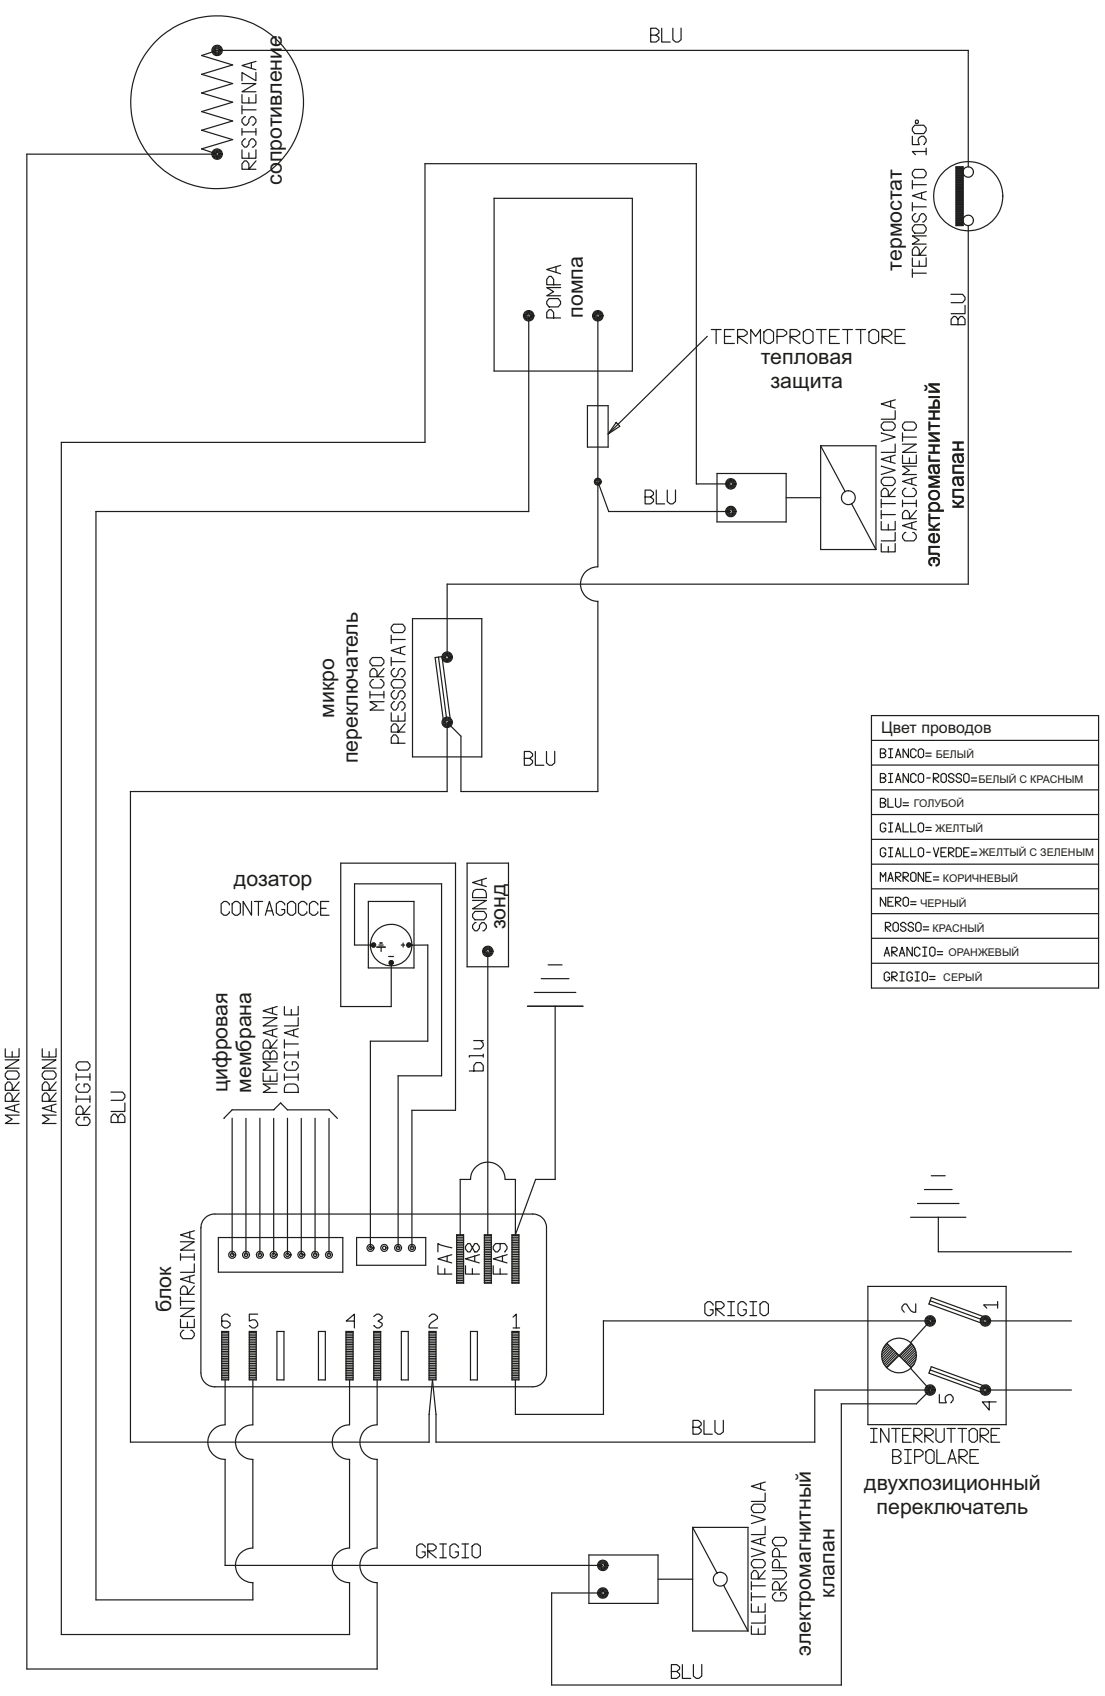 BLU
RESISTENZA
сопротивление
термостат
TERMOSTATO 150°
POMPA
помпа
BLU
TERMOPROTETTORE
тепловая
защита
ELETTROVALVOLA
CARICAMENTO
электромагнитный
клапан
BLU
микро
переключатель
MICRO
PRESSOSTATO
BLU
Цвет проводов
BIANCO= БЕЛЫЙ
BIANCO-ROSSO=БЕЛЫЙ С КРАСНЫМ
BLU= ГОЛУБОЙ
GIALLO= ЖЕЛТЫЙ
GIALLO-VERDE=ЖЕЛТЫЙ С ЗЕЛЕНЫМ
MARRONE= КОРИЧНЕВЫЙ
NERO= ЧЕРНЫЙ
ROSSO= КРАСНЫЙ
ARANCIO= ОРАНЖЕВЫЙ
GRIGIO= СЕРЫЙ
дозатор
CONTAGOCCE
+ +
−
SONDA
зонд
цифровая
мембрана
MEMBRANA
DIGITALE
blu
MARRONE
MARRONE
GRIGIO
BLU
блок
CENTRALINA
FA7
FA8
FA9
6 5 4 3 2 1
GRIGIO
2 1
5 4
BLU
INTERRUTTORE
BIPOLARE
двухпозиционный
переключатель
GRIGIO
ELETTROVALVOLA
GRUPPO
электромагнитный
клапан
BLU